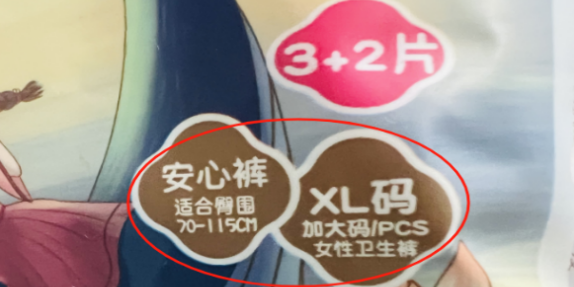 3+2片
安心裤
适合臀围
70-115CM
XL码
加大码/PCS
女性卫生裤